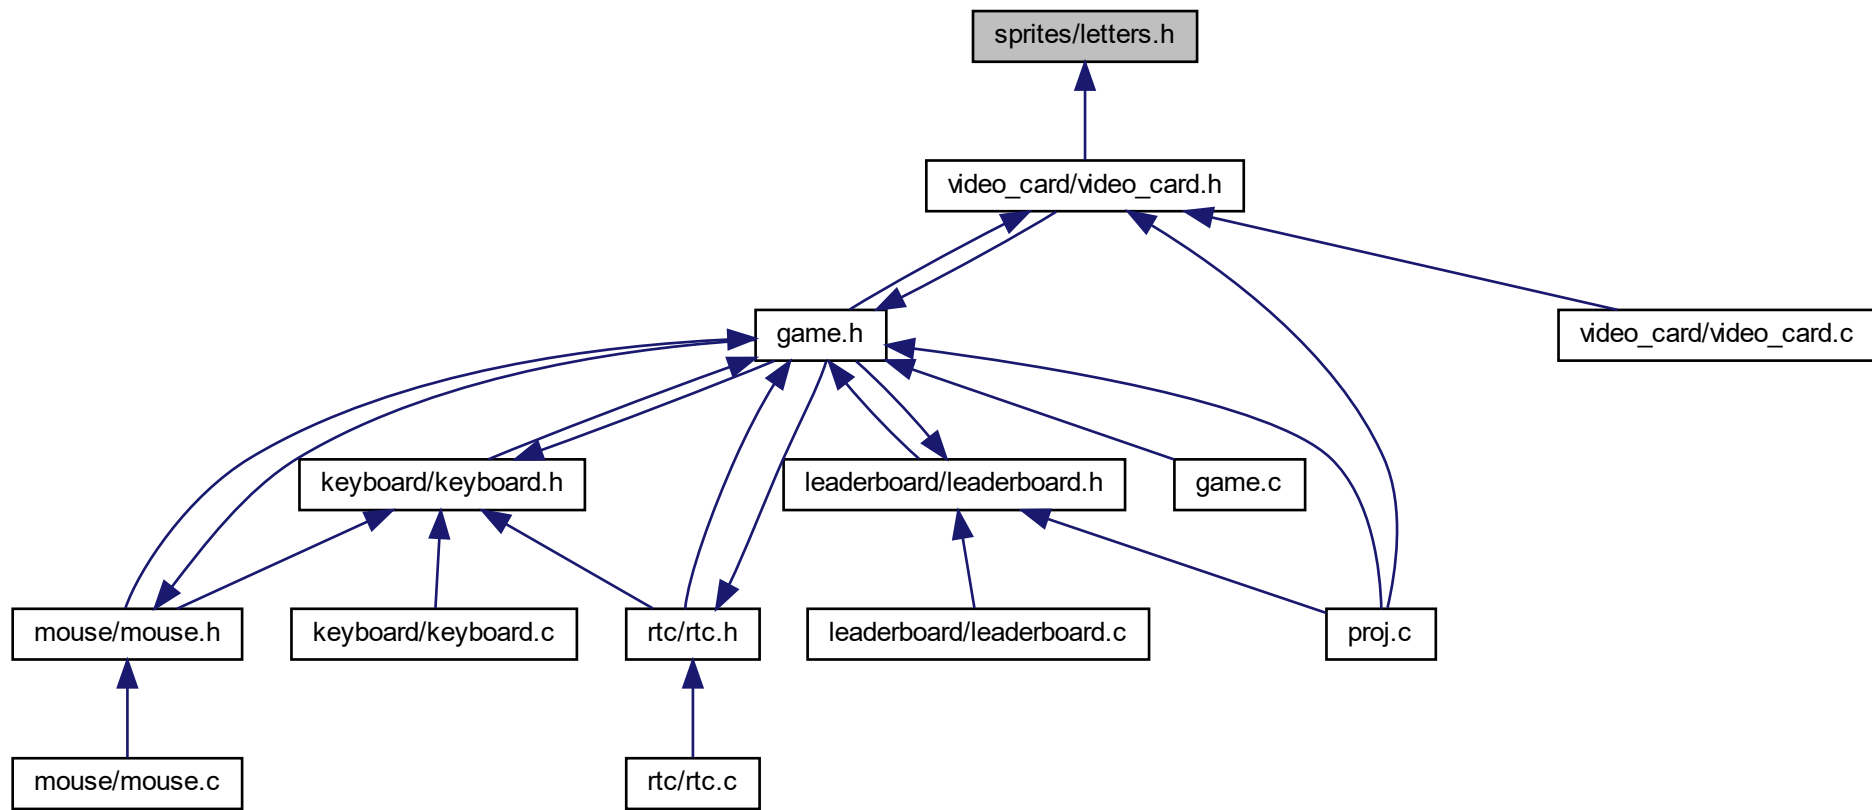 sprites/letters.h
video_card/video_card.h
game.h
video_card/video_card.c
keyboard/keyboard.h
leaderboard/leaderboard.h
game.c
mouse/mouse.h
keyboard/keyboard.c
rtc/rtc.h
leaderboard/leaderboard.c
proj.c
mouse/mouse.c
rtc/rtc.c